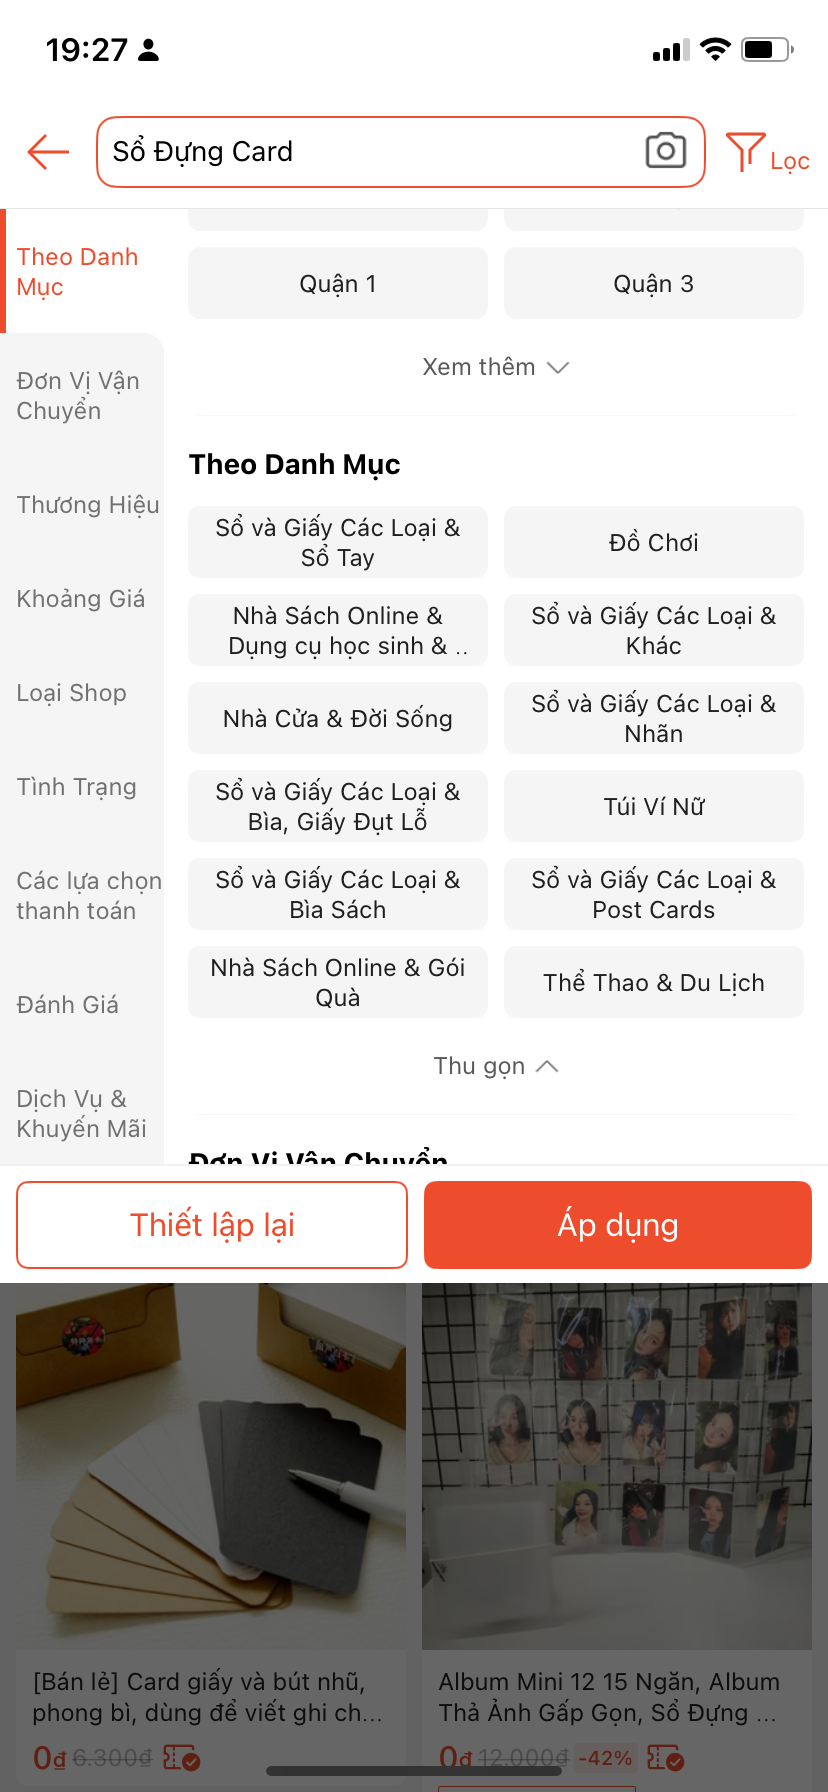 19:27
Sổ Đựng Card
Lọc
Theo Danh
Mục
Đơn Vị Vận
Chuyển
Thương Hiệu
Khoảng Giá
Loại Shop
Tình Trạng
Các lựa chọn
thanh toán
Đánh Giá
Dịch Vụ &
Khuyến Mãi
Quận 1
Quận 3
Xem thêm
Theo Danh Mục
Sổ và Giấy Các Loại &
Sổ Tay
Đồ Chơi
Nhà Sách Online &
Dụng cụ học sinh & ..
Sổ và Giấy Các Loại &
Khác
Nhà Cửa & Đời Sống
Sổ và Giấy Các Loại &
Nhãn
Sổ và Giấy Các Loại &
Bìa, Giấy Đụt Lỗ
Túi Ví Nữ
Sổ và Giấy Các Loại &
Bìa Sách
Sổ và Giấy Các Loại &
Post Cards
Nhà Sách Online & Gói
Quà
Thể Thao & Du Lịch
Thu gọn
Đơn Vị Vận Chuyển
Thiết lập lại
Áp dụng
[Bán lẻ] Card giấy và bút nhũ,
phong bì, dùng để viết ghi ch...
0₫ 6.300₫
Album Mini 12 15 Ngăn, Album
Thả Ảnh Gấp Gọn, Sổ Đựng ...
0₫ 12.000₫ -42%